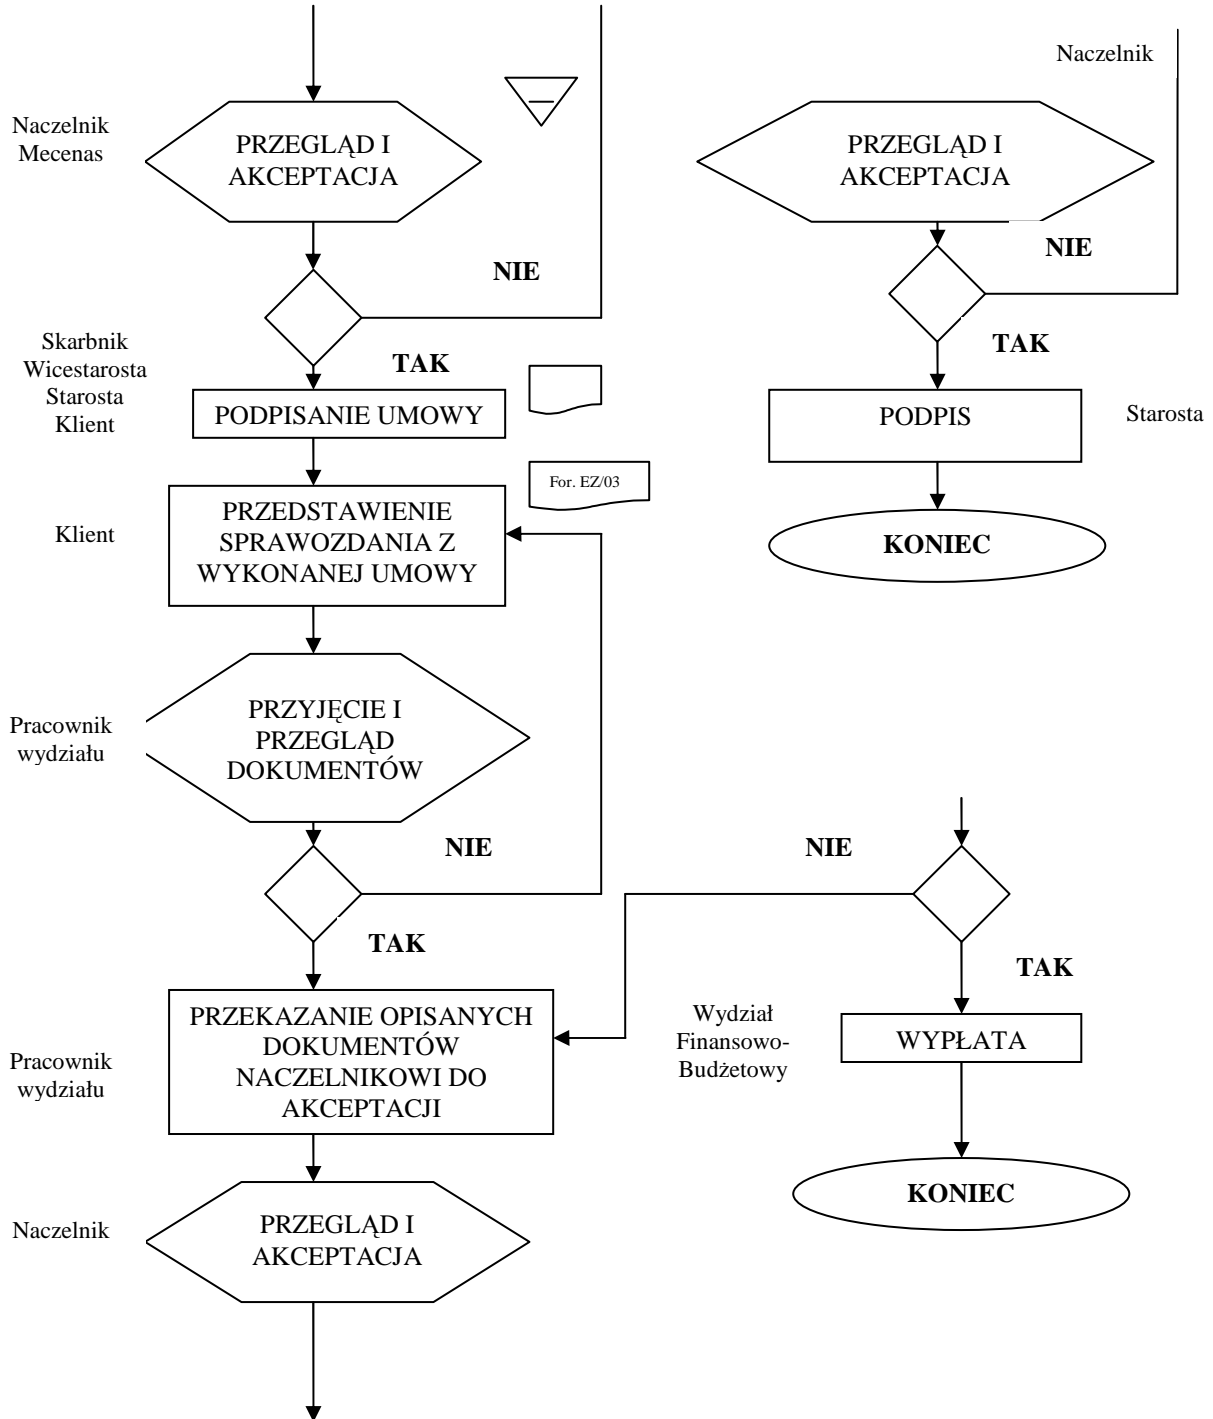 Naczelnik
Mecenas
PRZEGLĄD I
AKCEPTACJA
NIE
Skarbnik
Wicestarosta
Starosta
Klient
TAK
PODPISANIE UMOWY
For. EZ/03
Klient
PRZEDSTAWIENIE
SPRAWOZDANIA Z
WYKONANEJ UMOWY
Pracownik
wydziału
PRZYJĘCIE I
PRZEGLĄD
DOKUMENTÓW
NIE
TAK
Pracownik
wydziału
PRZEKAZANIE OPISANYCH
DOKUMENTÓW
NACZELNIKOWI DO
AKCEPTACJI
Naczelnik
PRZEGLĄD I
AKCEPTACJA
Naczelnik
PRZEGLĄD I
AKCEPTACJA
NIE
TAK
PODPIS
Starosta
KONIEC
NIE
TAK
Wydział
Finansowo-
Budżetowy
WYPŁATA
KONIEC